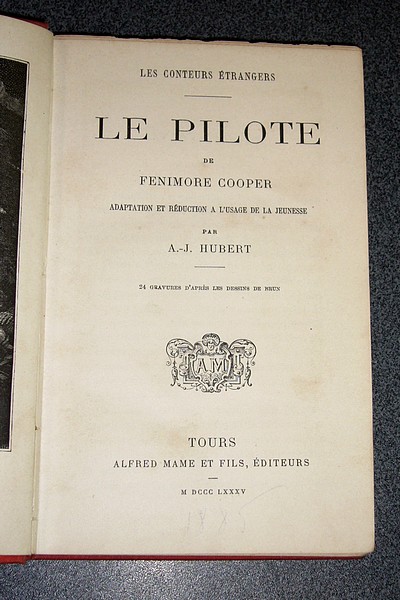 LES CONTEURS ÉTRANGERS
LE PILOTE
DE
FENIMORE COOPER
ADAPTATION ET RÉDUCTION A L'USAGE DE LA JEUNESSE
PAR
A.-J. HUBERT
24 GRAVURES D'APRÈS LES DESSINS DE BRUN
A M
TOURS
ALFRED MAME ET FILS, ÉDITEURS
M DCCC LXXXV